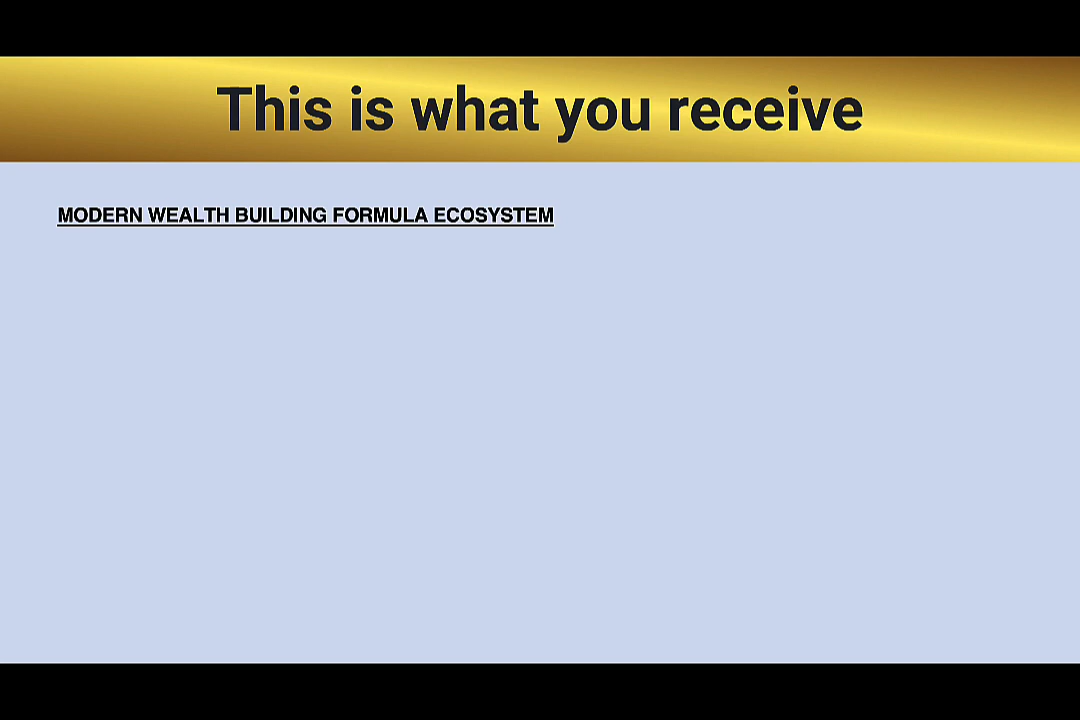 This is what you receive
MODERN WEALTH BUILDING FORMULA ECOSYSTEM